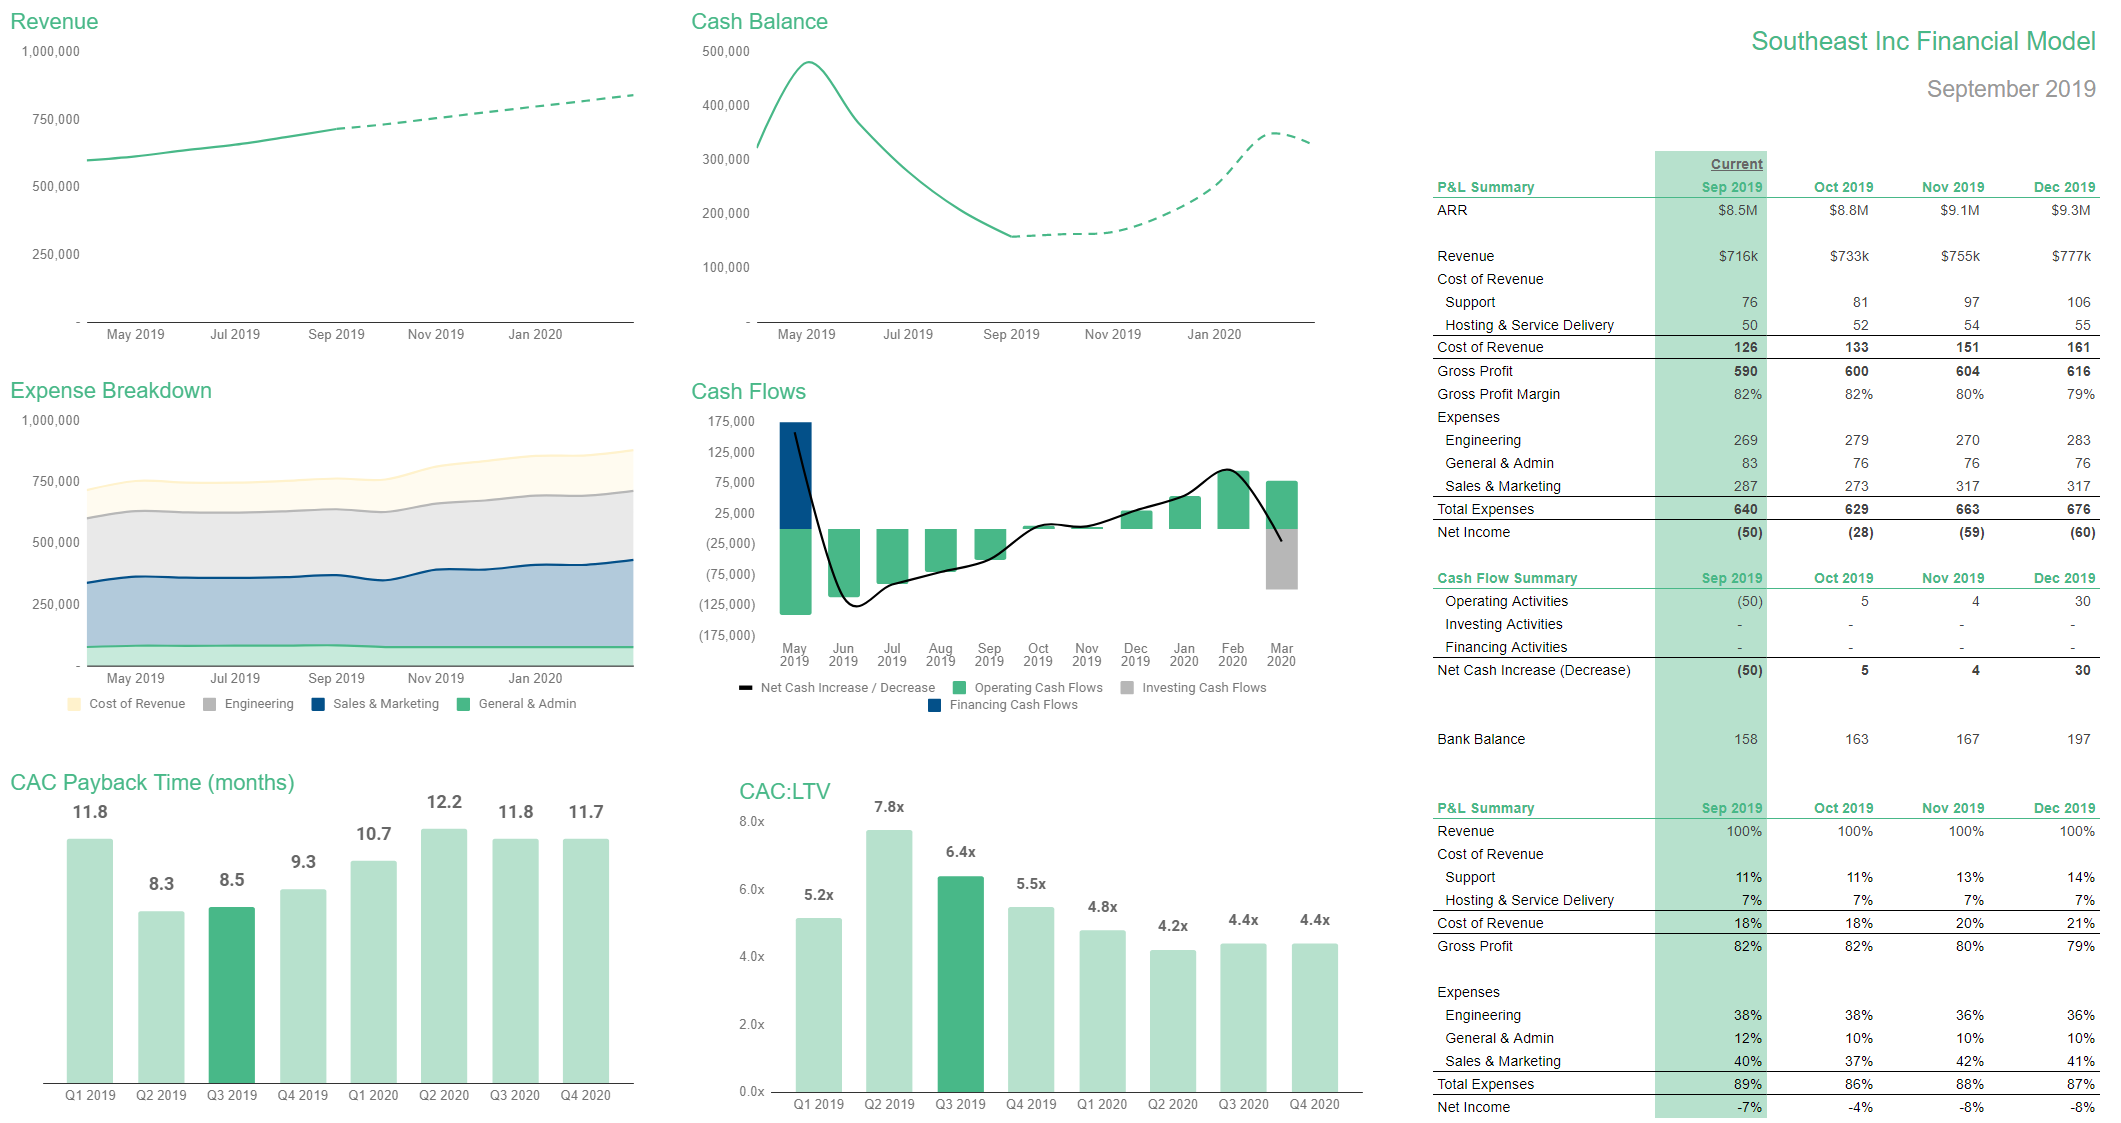 Revenue
1,000,000
750,000
500,000
250,000
-
May 2019 Jul 2019 Sep 2019 Nov 2019 Jan 2020
Cash Balance
500,000
400,000
300,000
200,000
100,000
-
May 2019 Jul 2019 Sep 2019 Nov 2019 Jan 2020
Expense Breakdown
1,000,000
750,000
500,000
250,000
-
May 2019 Jul 2019 Sep 2019 Nov 2019 Jan 2020
Cost of Revenue Engineering Sales & Marketing General & Admin
Cash Flows
175,000
125,000
75,000
25,000
(25,000)
(75,000)
(125,000)
(175,000)
May Jun Jul Aug Sep Oct Nov Dec Jan Feb Mar
2019 2019 2019 2019 2019 2019 2019 2019 2020 2020 2020
Net Cash Increase / Decrease Operating Cash Flows Investing Cash Flows
Financing Cash Flows
CAC Payback Time (months)
11.8 8.3 8.5 9.3 10.7 12.2 11.8 11.7
Q1 2019 Q2 2019 Q3 2019 Q4 2019 Q1 2020 Q2 2020 Q3 2020 Q4 2020
CAC:LTV
8.0x
6.0x
4.0x
2.0x
0.0x
5.2x 7.8x 6.4x 5.5x 4.8x 4.2x 4.4x 4.4x
Q1 2019 Q2 2019 Q3 2019 Q4 2019 Q1 2020 Q2 2020 Q3 2020 Q4 2020
Southeast Inc Financial Model
September 2019
Current
P&L Summary Sep 2019 Oct 2019 Nov 2019 Dec 2019
ARR $8.5M $8.8M $9.1M $9.3M
Revenue $716k $733k $755k $777k
Cost of Revenue
Support 76 81 97 106
Hosting & Service Delivery 50 52 54 55
Cost of Revenue 126 133 151 161
Gross Profit 590 600 604 616
Gross Profit Margin 82% 82% 80% 79%
Expenses
Engineering 269 279 270 283
General & Admin 83 76 76 76
Sales & Marketing 287 273 317 317
Total Expenses 640 629 663 676
Net Income (50) (28) (59) (60)
Cash Flow Summary Sep 2019 Oct 2019 Nov 2019 Dec 2019
Operating Activities (50) 5 4 30
Investing Activities - - - -
Financing Activities - - - -
Net Cash Increase (Decrease) (50) 5 4 30
Bank Balance 158 163 167 197
P&L Summary Sep 2019 Oct 2019 Nov 2019 Dec 2019
Revenue 100% 100% 100% 100%
Cost of Revenue
Support 11% 11% 13% 14%
Hosting & Service Delivery 7% 7% 7% 7%
Cost of Revenue 18% 18% 20% 21%
Gross Profit 82% 82% 80% 79%
Expenses
Engineering 38% 38% 36% 36%
General & Admin 12% 10% 10% 10%
Sales & Marketing 40% 37% 42% 41%
Total Expenses 89% 86% 88% 87%
Net Income -7% -4% -8% -8%